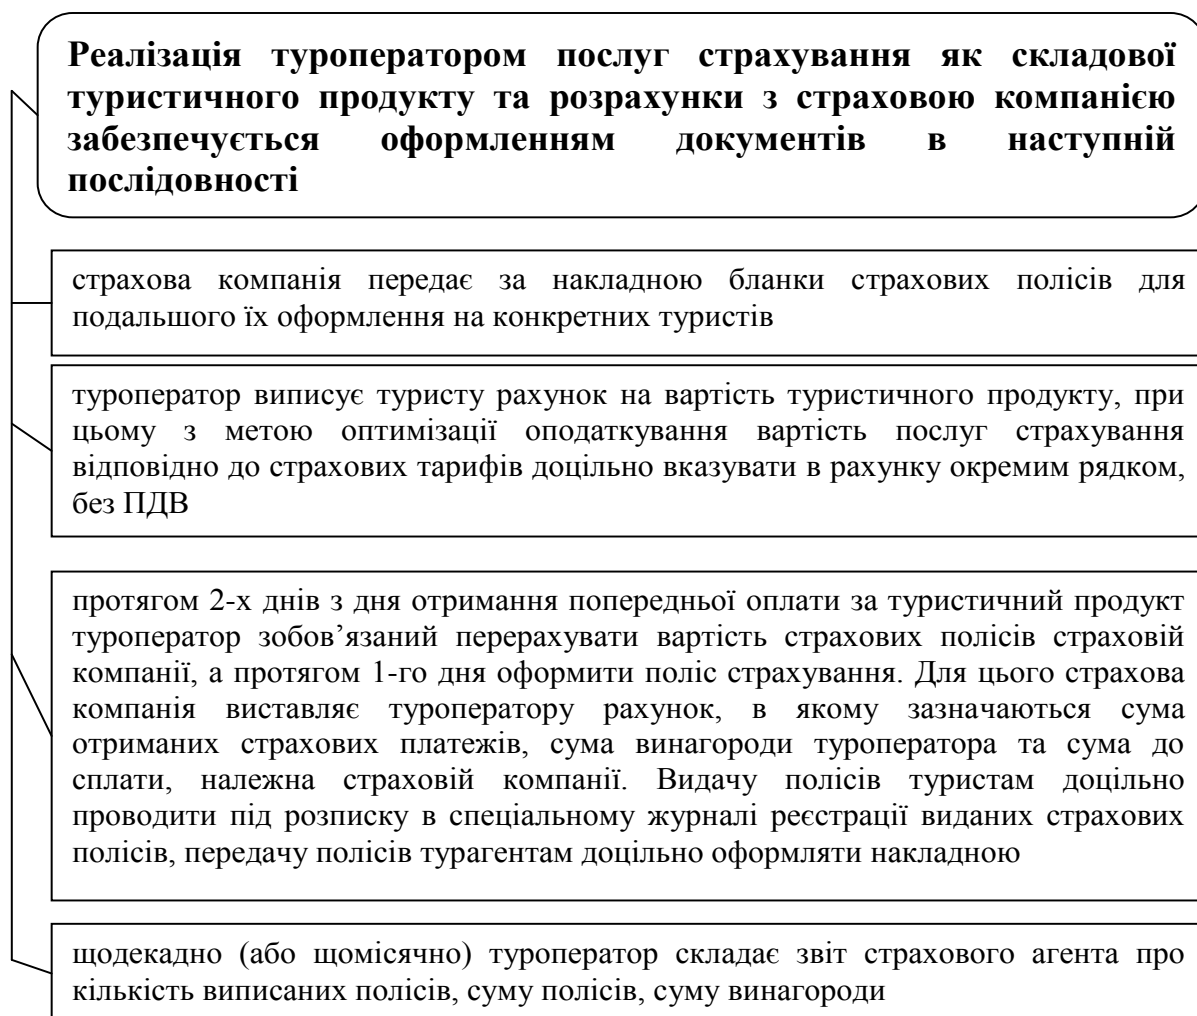 Реалізація туроператором послуг страхування як складової
туристичного продукту та розрахунки з страховою компанією
забезпечується оформленням документів в наступній
послідовності
страхова компанія передає за накладною бланки страхових полісів для
подальшого їх оформлення на конкретних туристів
туроператор виписує туристу рахунок на вартість туристичного продукту, при
цьому з метою оптимізації оподаткування вартість послуг страхування
відповідно до страхових тарифів доцільно вказувати в рахунку окремим рядком,
без ПДВ
протягом 2-х днів з дня отримання попередньої оплати за туристичний продукт
туроператор зобов’язаний перерахувати вартість страхових полісів страховій
компанії, а протягом 1-го дня оформити поліс страхування. Для цього страхова
компанія виставляє туроператору рахунок, в якому зазначаються сума
отриманих страхових платежів, сума винагороди туроператора та сума до
сплати, належна страховій компанії. Видачу полісів туристам доцільно
проводити під розписку в спеціальному журналі реєстрації виданих страхових
полісів, передачу полісів турагентам доцільно оформляти накладною
щодекадно (або щомісячно) туроператор складає звіт страхового агента про
кількість виписаних полісів, суму полісів, суму винагороди